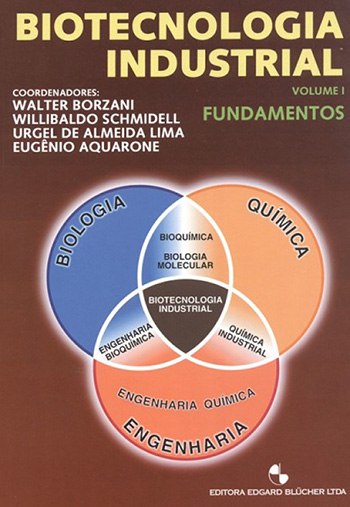 BIOTECNOLOGIA
INDUSTRIAL
COORDENADORES:
WALTER BORZANI
WILLIBALDO SCHMIDELL
URGEL DE ALMEIDA LIMA
EUGÊNIO AQUARONE
VOLUME I
FUNDAMENTOS
BIOLOGIA
QUÍMICA
BIOQUÍMICA
BIOLOGIA
MOLECULAR
BIOTECNOLOGIA
INDUSTRIAL
ENGENHARIA
BIOQUÍMICA
QUÍMICA
INDUSTRIAL
ENGENHARIA QUÍMICA
ENGENHARIA
EDITORA EDGARD BLÜCHER LTDA